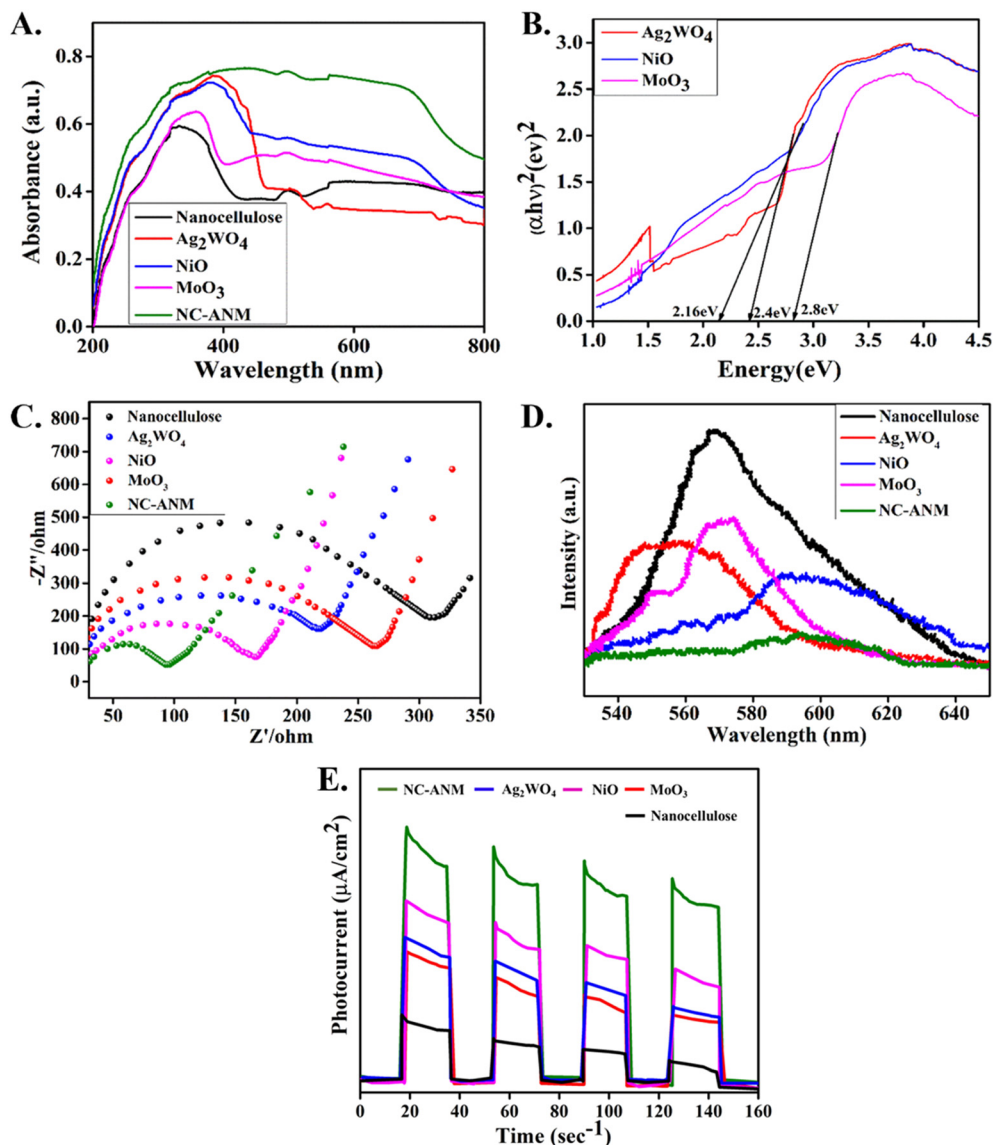 A.
Absorbance (a.u.)
0.8
0.6
0.4
0.2
0.0
Nanocellulose
Ag₂WO₄
NiO
MoO₃
NC-ANM
200
400
600
800
Wavelength (nm)
B.
(αhν)²(ev)²
3.0
2.5
2.0
1.5
1.0
0.5
0.0
Ag₂WO₄
NiO
MoO₃
2.16eV
2.4eV
2.8eV
1.0 1.5 2.0 2.5 3.0 3.5 4.0 4.5
Energy(eV)
C.
-Z''/ohm
800
700
600
500
400
300
200
100
0
Nanocellulose
Ag₂WO₄
NiO
MoO₃
NC-ANM
50 100 150 200 250 300 350
Z'/ohm
D.
Intensity (a.u.)
Nanocellulose
Ag₂WO₄
NiO
MoO₃
NC-ANM
540 560 580 600 620 640
Wavelength (nm)
E.
Photocurrent (µA/cm²)
NC-ANM Ag₂WO₄ NiO MoO₃
Nanocellulose
0 20 40 60 80 100 120 140 160
Time (sec⁻¹)